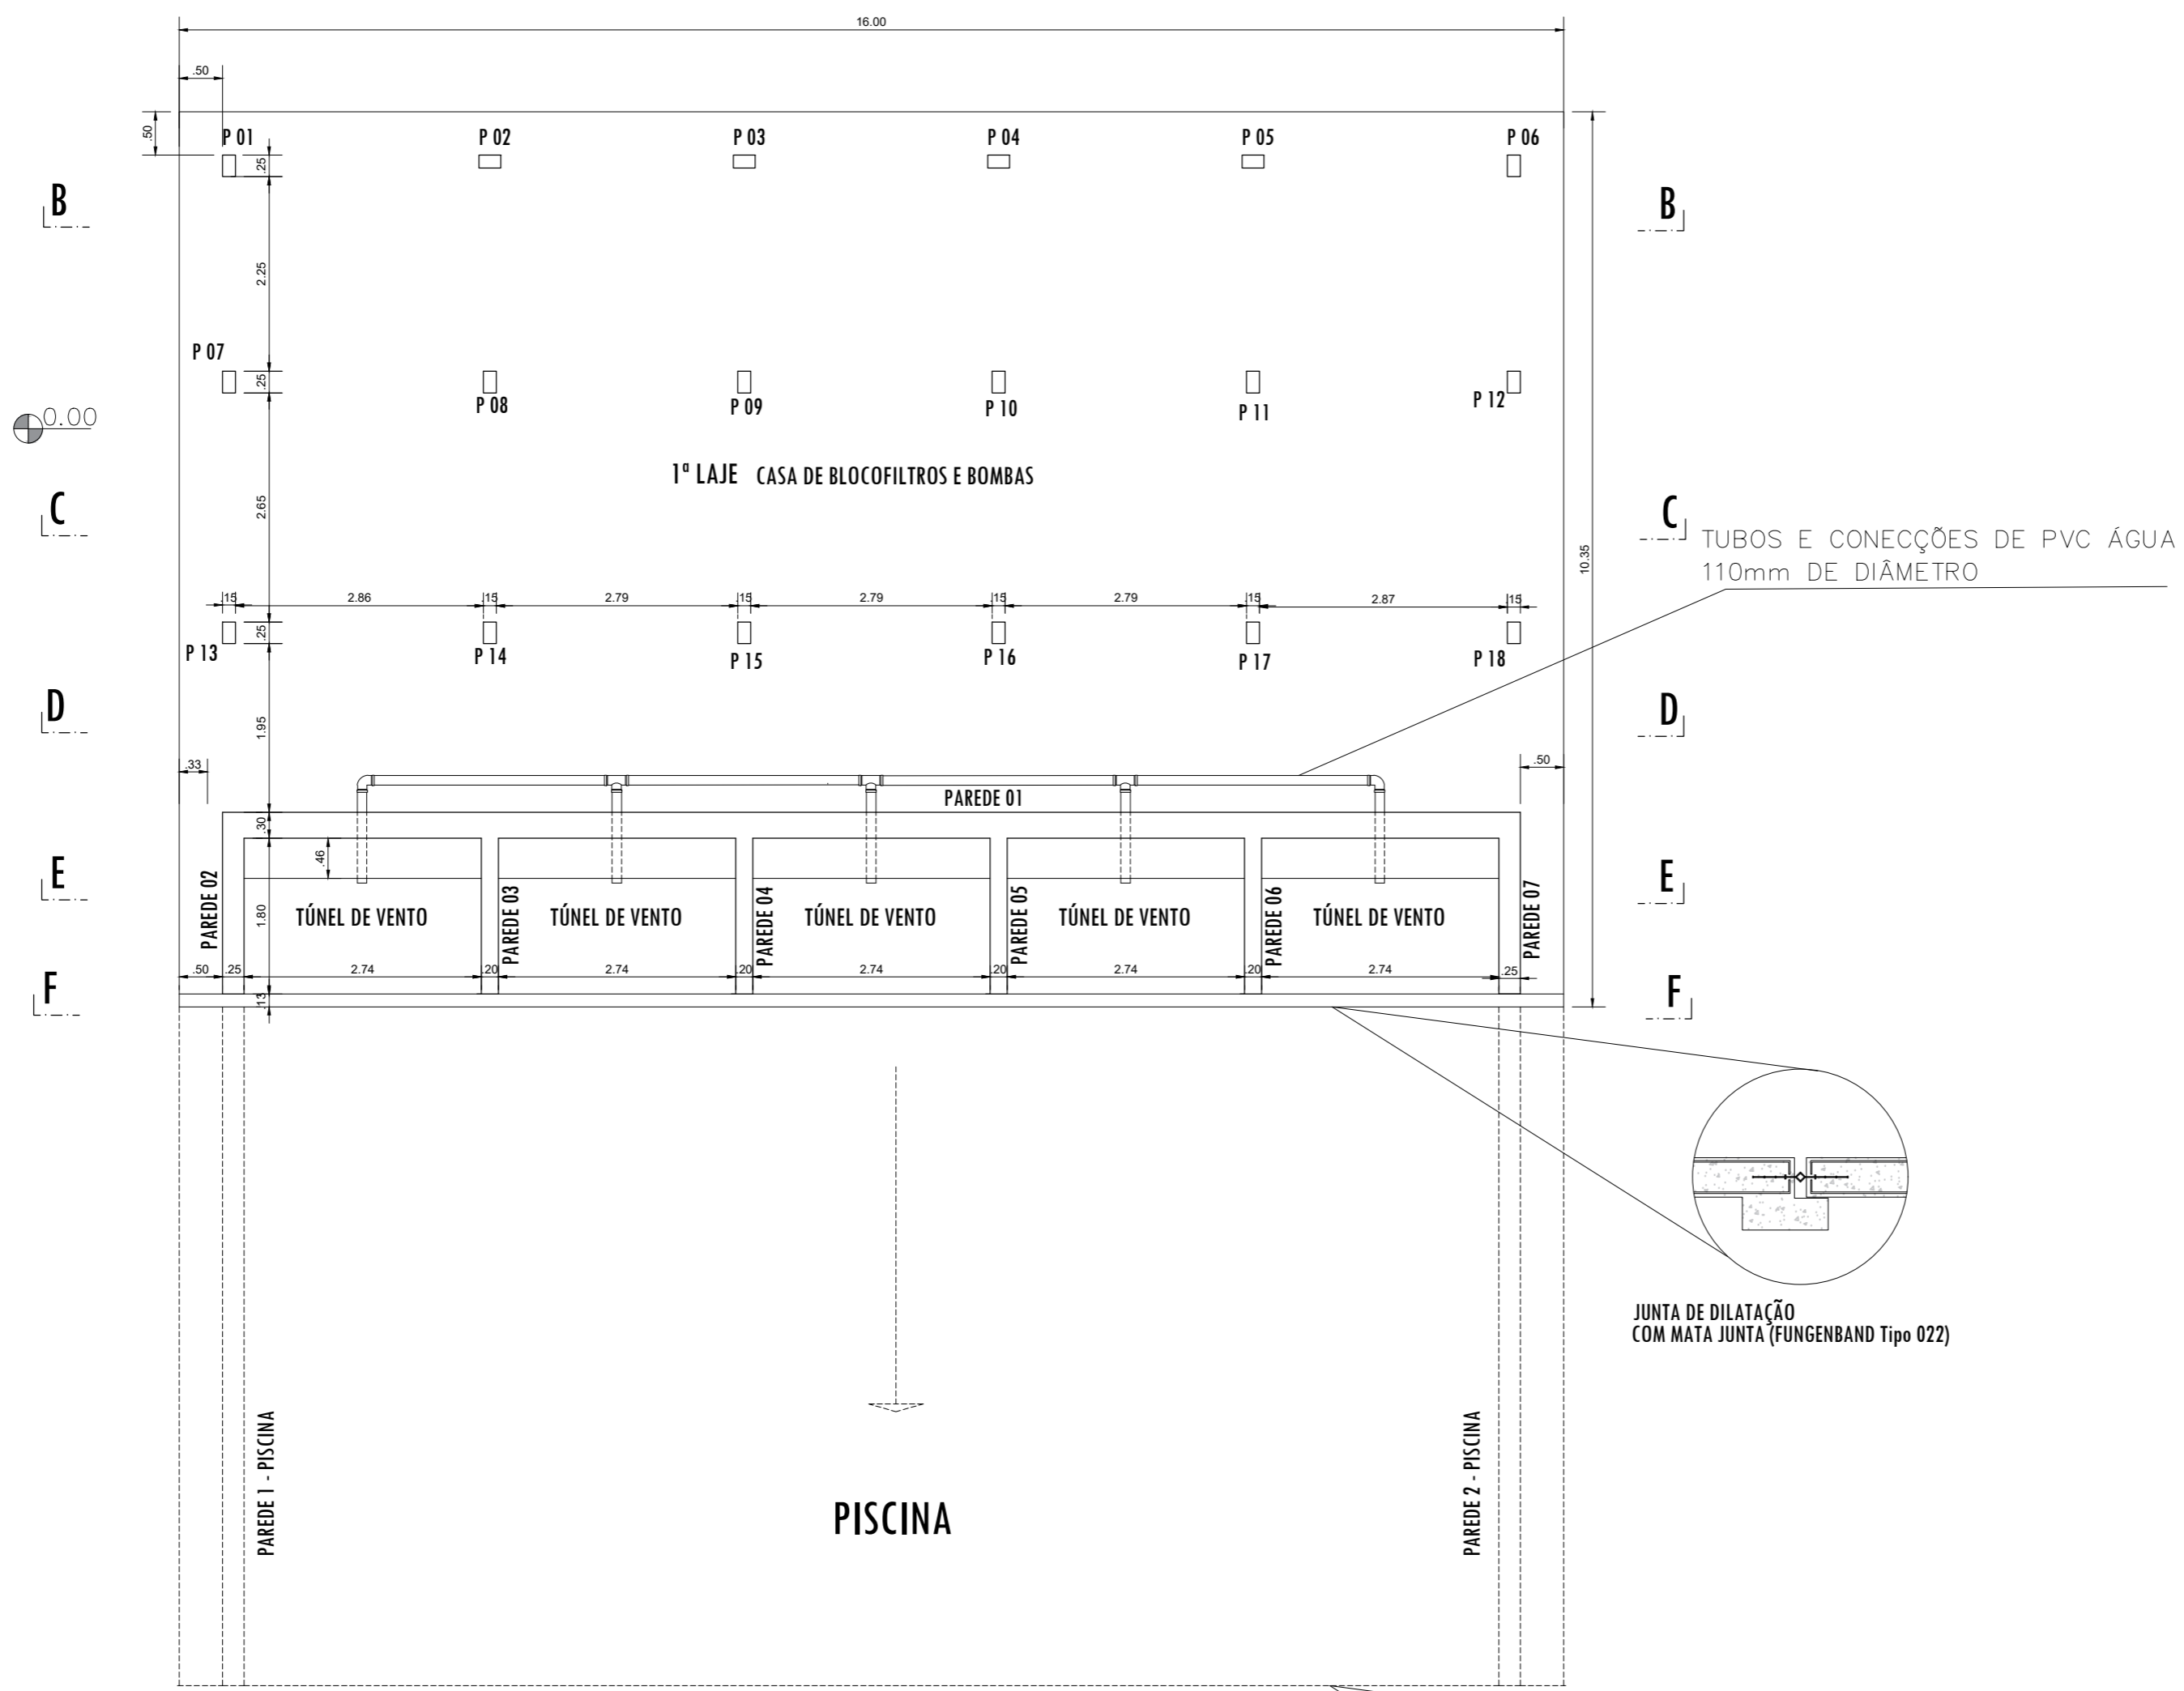 16.00
.50
.50
P 01
P 02
P 03
P 04
P 05
P 06
.25
B
B
2.25
P 07
.25
P 08
P 09
P 10
P 11
P 12
0.00
1ª LAJE CASA DE BLOCOFILTROS E BOMBAS
2.65
C
C
TUBOS E CONECÇÕES DE PVC ÁGUA
110mm DE DIÂMETRO
10.35
.15
2.86
.15
2.79
.15
2.79
.15
2.79
.15
2.87
.15
.25
P 13
P 14
P 15
P 16
P 17
P 18
D
D
1.95
.33
.50
PAREDE 01
.30
.46
E
E
PAREDE 02
1.80
TÚNEL DE VENTO
PAREDE 03
TÚNEL DE VENTO
PAREDE 04
TÚNEL DE VENTO
PAREDE 05
TÚNEL DE VENTO
PAREDE 06
TÚNEL DE VENTO
PAREDE 07
.50
.25
2.74
.20
2.74
.20
2.74
.20
2.74
.20
2.74
.25
F
F
.13
JUNTA DE DILATAÇÃO
COM MATA JUNTA (FUNGENBAND Tipo 022)
PAREDE 1 - PISCINA
PISCINA
PAREDE 2 - PISCINA